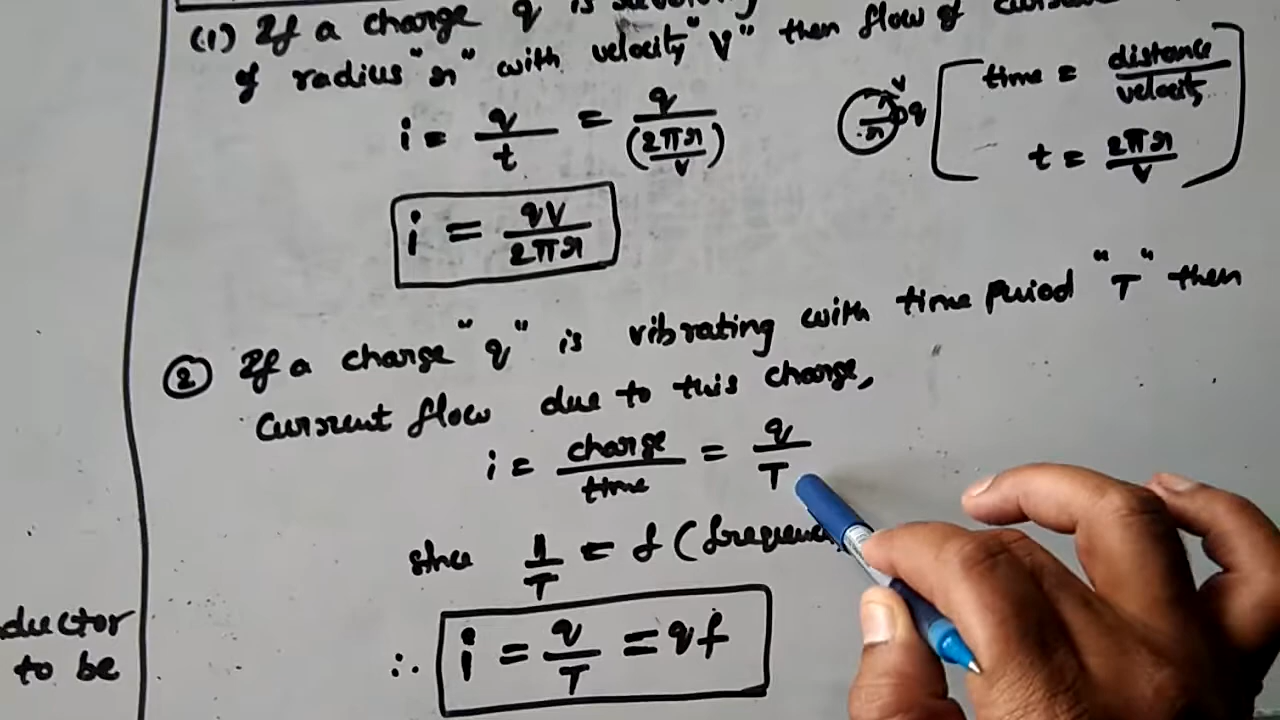 (1) If a charge q is
of radius "r" with velocity "V" then flow of
i = q/t = q/(2πr/v)
time = distance/velocity
t = 2πr/v
v
q
r
i = qV/2πr
② If a charge "q" is vibrating with time period "T" then
Current flow due to this charge,
i = charge/time = q/T
since 1/T = f (frequenc
∴ i = q/T = qf
ductor
to be